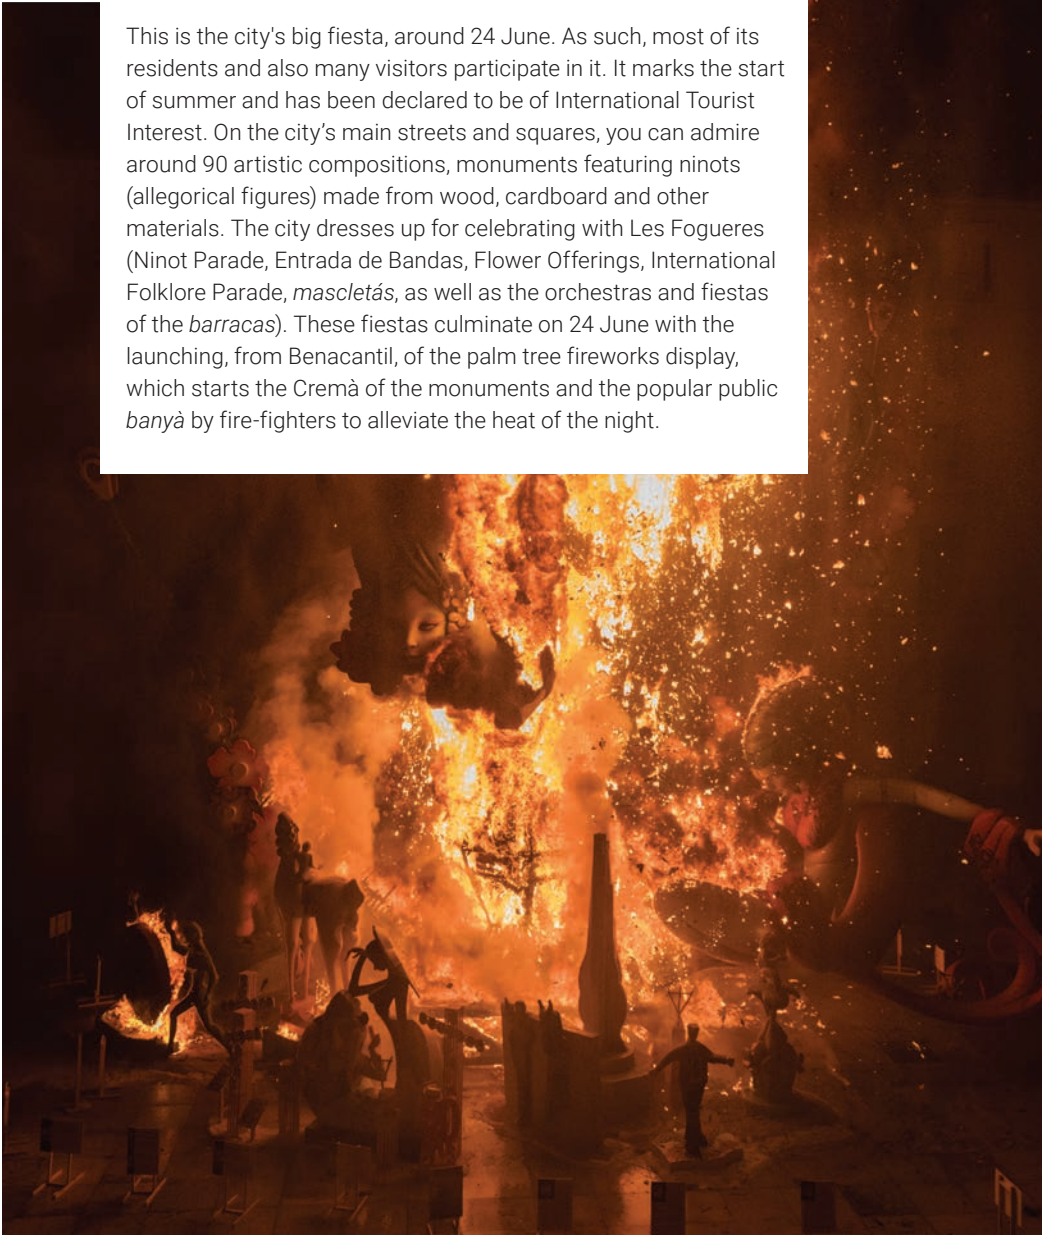 This is the city's big fiesta, around 24 June. As such, most of its
residents and also many visitors participate in it. It marks the start
of summer and has been declared to be of International Tourist
Interest. On the city’s main streets and squares, you can admire
around 90 artistic compositions, monuments featuring ninots
(allegorical figures) made from wood, cardboard and other
materials. The city dresses up for celebrating with Les Fogueres
(Ninot Parade, Entrada de Bandas, Flower Offerings, International
Folklore Parade, mascletás, as well as the orchestras and fiestas
of the barracas). These fiestas culminate on 24 June with the
launching, from Benacantil, of the palm tree fireworks display,
which starts the Cremà of the monuments and the popular public
banyà by fire-fighters to alleviate the heat of the night.